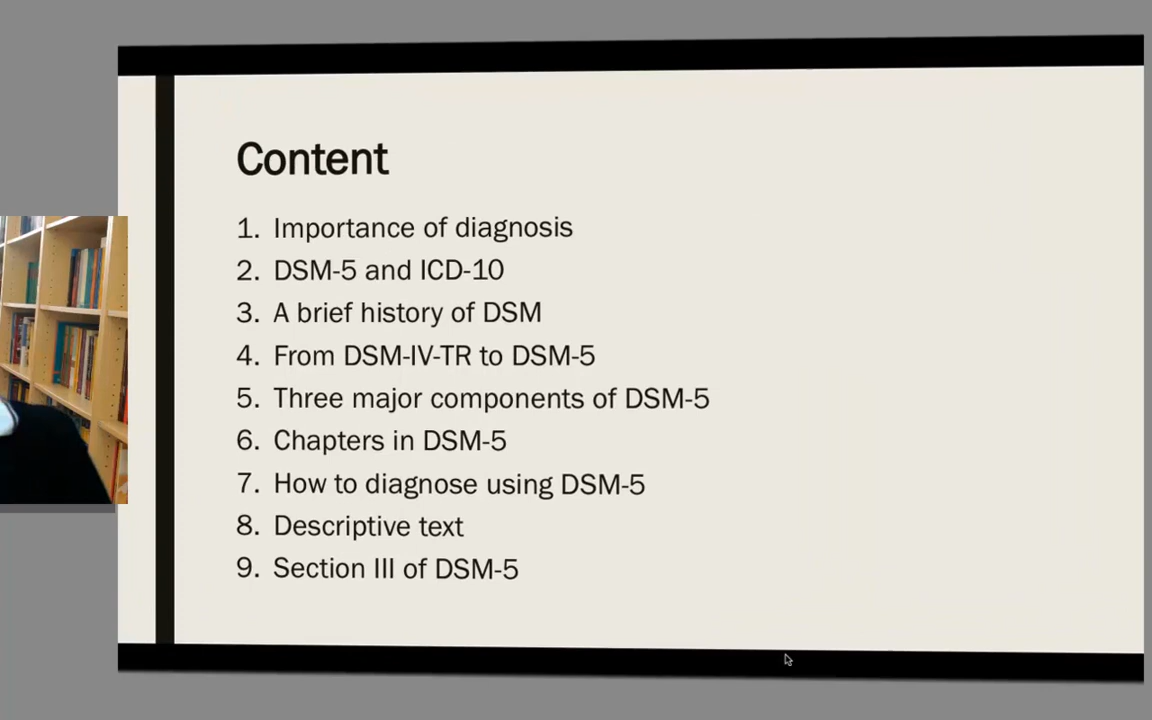 Content
1. Importance of diagnosis
2. DSM-5 and ICD-10
3. A brief history of DSM
4. From DSM-IV-TR to DSM-5
5. Three major components of DSM-5
6. Chapters in DSM-5
7. How to diagnose using DSM-5
8. Descriptive text
9. Section III of DSM-5